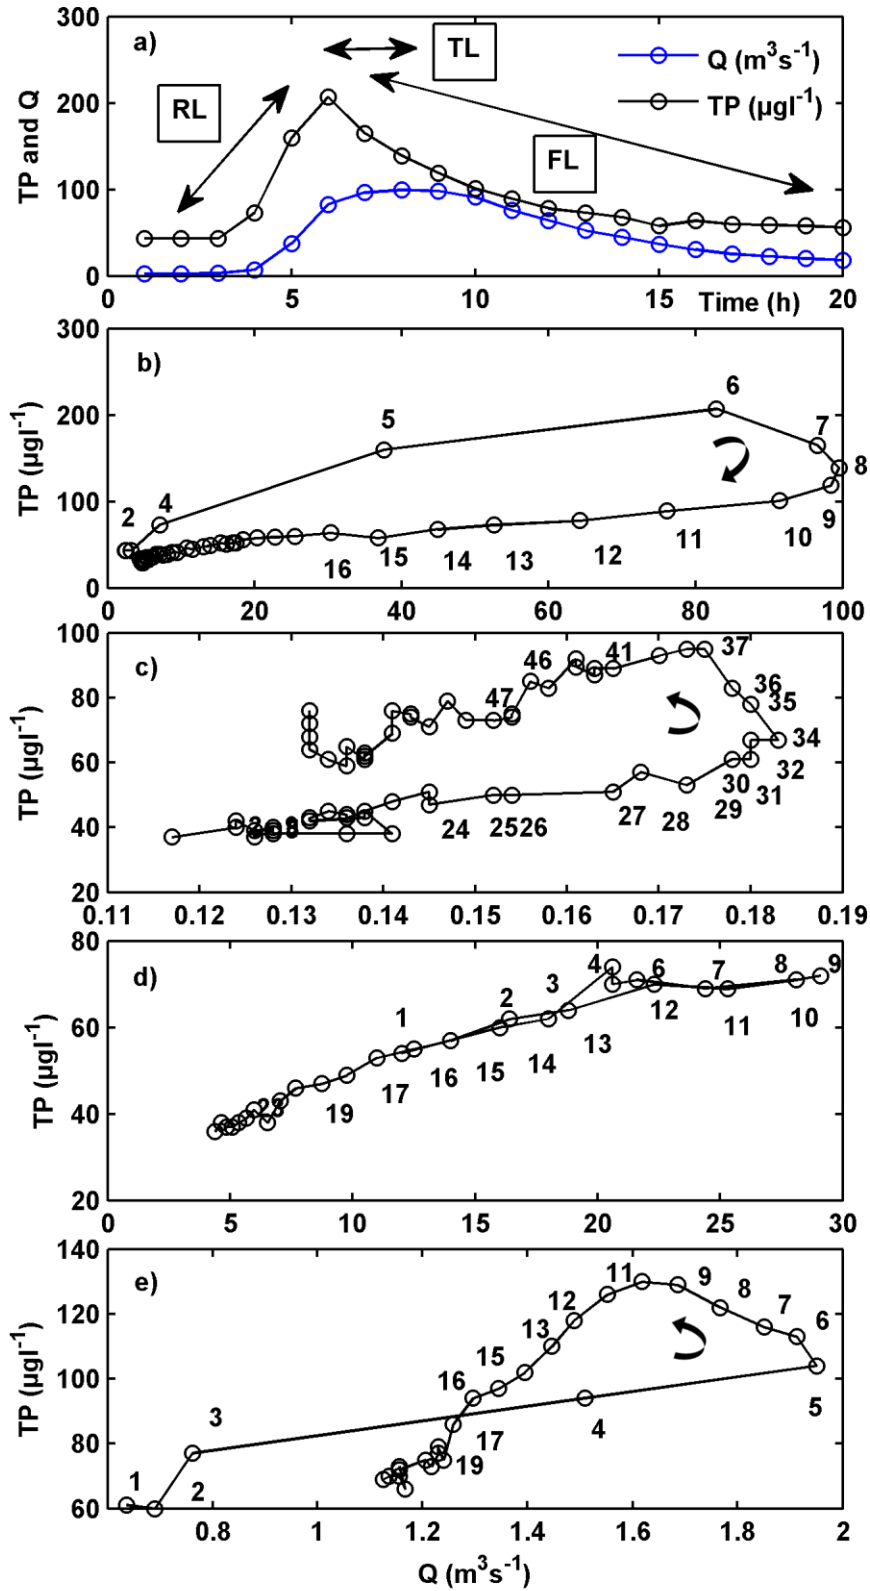 300
a)
TL
Q (m³s⁻¹)
200
RL
TP (µgl⁻¹)
TP and Q
FL
100
0
0 5 10 15 Time (h) 20
300
b)
6
5
7
200
8
TP (µgl⁻¹)
100
2 4
9
10
11
12
13
14
15
16
0
0 20 40 60 80 100
100
c)
41 37
46
36
80
35
47
34
TP (µgl⁻¹)
60
32
30 31
29
28
27
40
24 25 26
20
0.11 0.12 0.13 0.14 0.15 0.16 0.17 0.18 0.19
80
d)
4 6 7 8 9
3
2
12 11 10
1
60
13
14
15
16
TP (µgl⁻¹)
17
19
40
20
0 5 10 15 20 25 30
140
e)
11 9
8
12
7
120
13
6
15
TP (µgl⁻¹)
100
16
5
3
4
17
80
19
1
2
60
0.8 1 1.2 1.4 1.6 1.8 2
Q (m³s⁻¹)